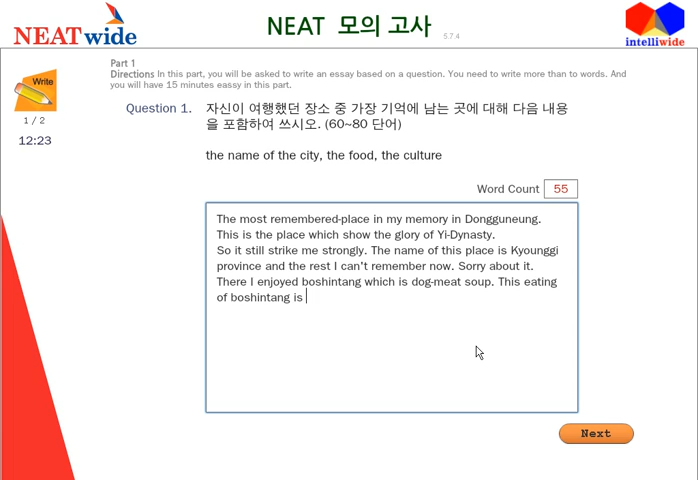 NEATwide
NEAT 모의 고사
5.7.4
intelliwide
Part 1
Directions In this part, you will be asked to write an essay based on a question. You need to write more than to words. And
you will have 15 minutes eassy in this part.
Write
1 / 2
12:23
Question 1. 자신이 여행했던 장소 중 가장 기억에 남는 곳에 대해 다음 내용
을 포함하여 쓰시오. (60~80 단어)
the name of the city, the food, the culture
Word Count 55
The most remembered-place in my memory in Dongguneung.
This is the place which show the glory of Yi-Dynasty.
So it still strike me strongly. The name of this place is Kyounggi
province and the rest I can't remember now. Sorry about it.
There I enjoyed boshintang which is dog-meat soup. This eating
of boshintang is
Next